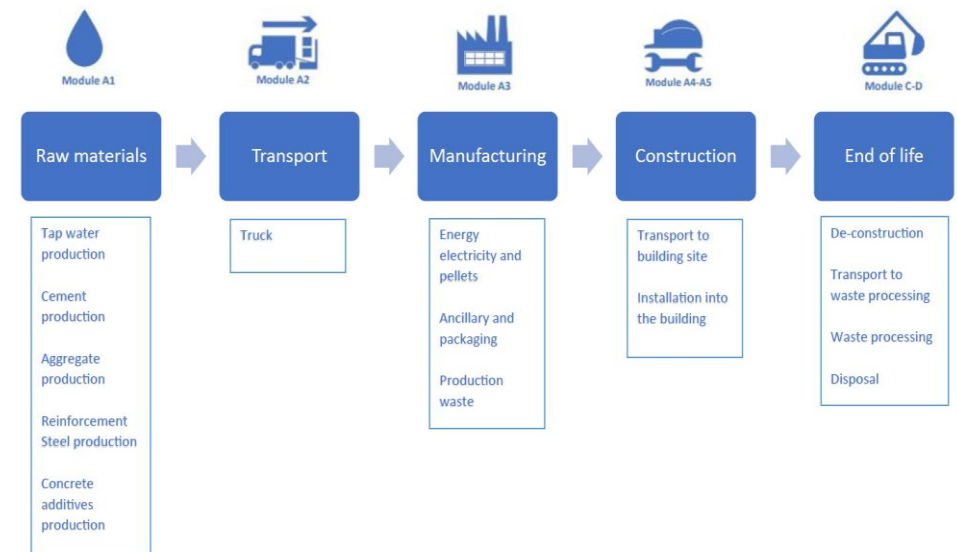 Module A1
Module A2
Module A3
Module A4-A5
Module C-D
Raw materials
Transport
Manufacturing
Construction
End of life
Tap water
production
Cement
production
Aggregate
production
Reinforcement
Steel production
Concrete
additives
production
Truck
Energy
electricity and
pellets
Ancillary and
packaging
Production
waste
Transport to
building site
Installation into
the building
De-construction
Transport to
waste processing
Waste processing
Disposal